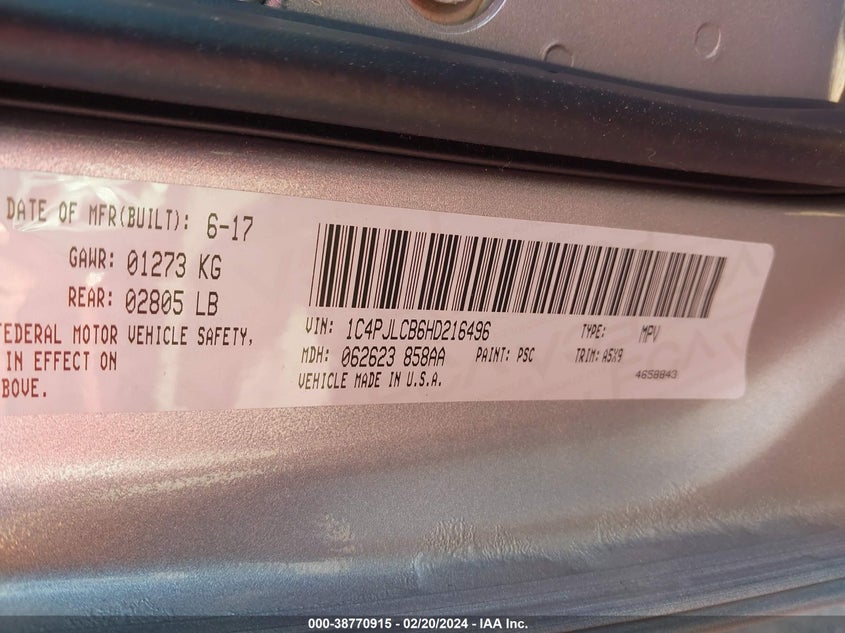 DATE OF MFR(BUILT): 6-17
GAWR: 01273 KG
REAR: 02805 LB
FEDERAL MOTOR VEHICLE SAFETY,
IN EFFECT ON
BOVE.
VIN: 1C4PJLCB6HD216496 TYPE: MPV
MDH: 062623 858AA PAINT: PSC TRIM: A5X9
VEHICLE MADE IN U.S.A. 4658843
000-38770915 - 02/20/2024 - IAA Inc.